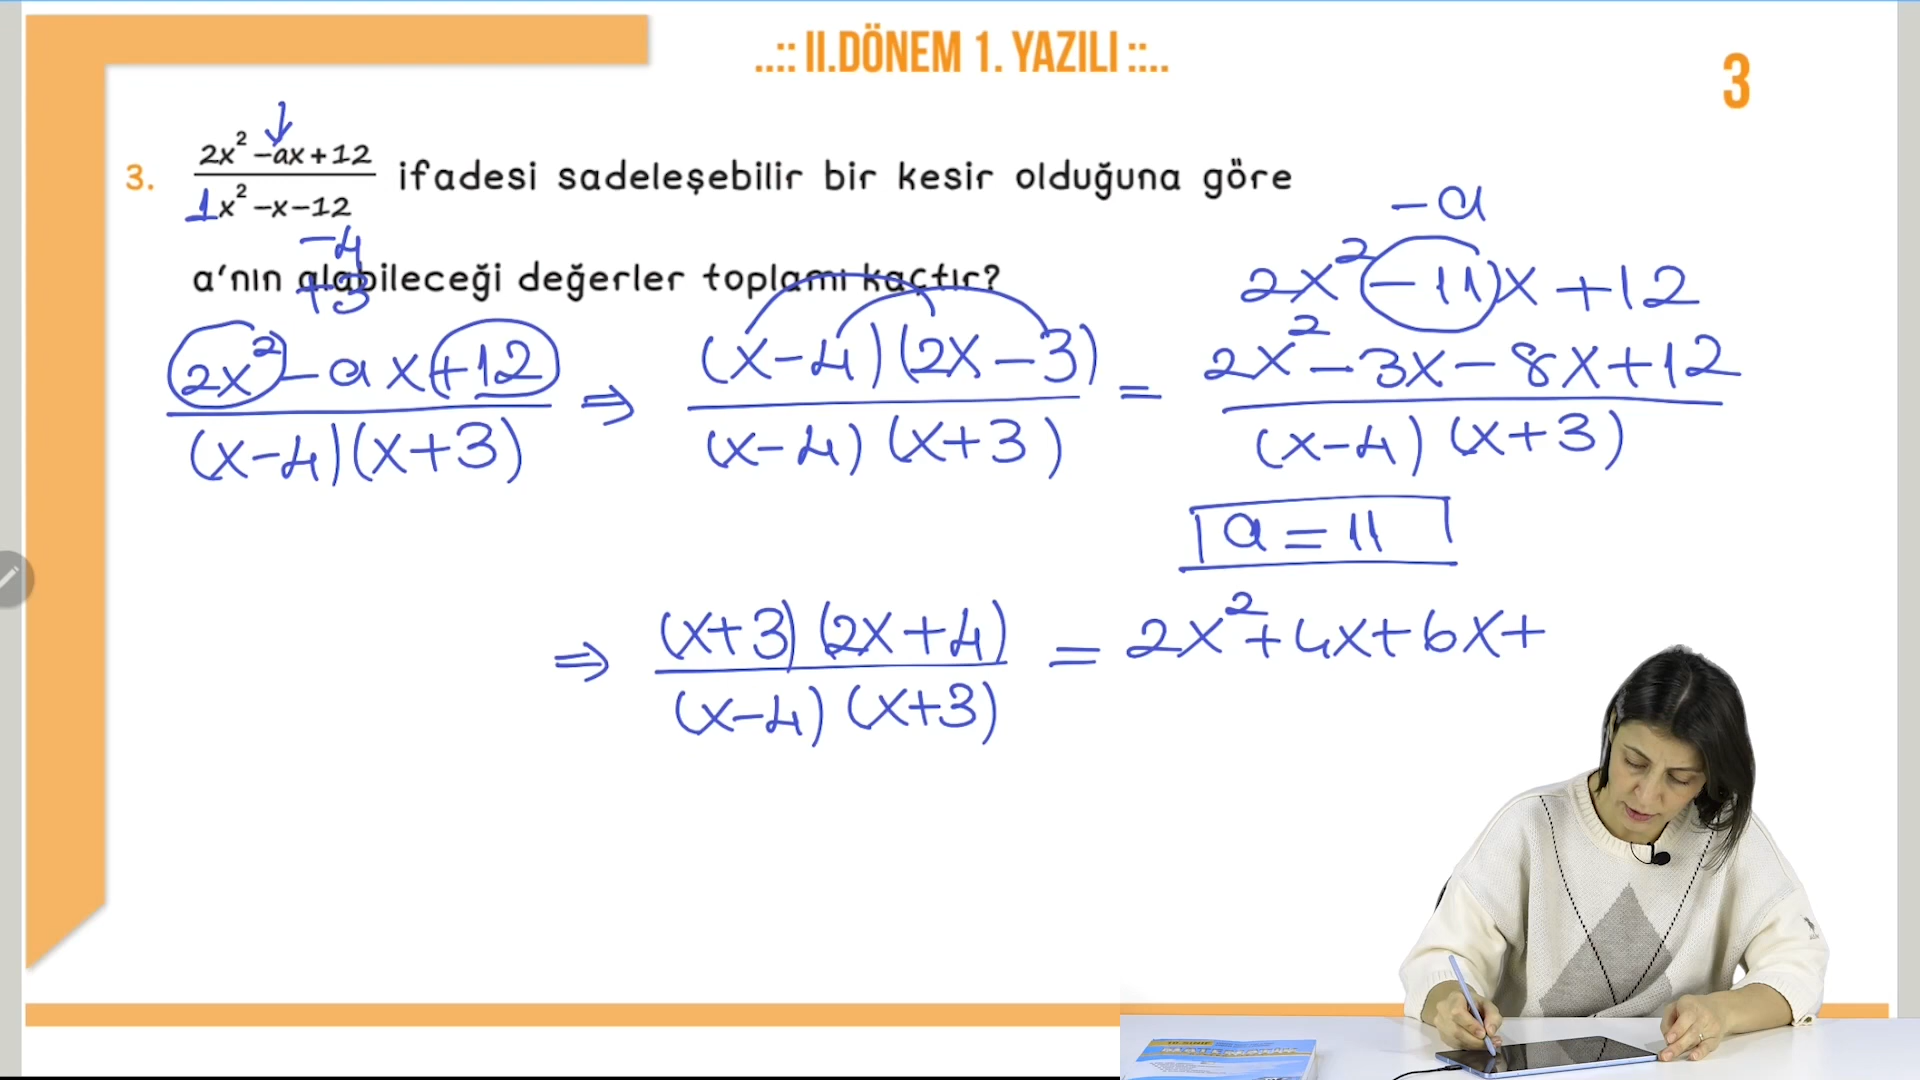 ..:: II.DÖNEM 1. YAZILI ::..
3
3. 2x² -ax+12 / 1x² -x-12 ifadesi sadeleşebilir bir kesir olduğuna göre
-4
+3
a'nın alabileceği değerler toplamı kaçtır?
-a
2x² -11x +12
2x² - ax +12 / (x-4)(x+3) ⇒ (x-4)(2x-3) / (x-4)(x+3) = 2x² -3x-8x+12 / (x-4)(x+3)
a = 11
⇒ (x+3)(2x+4) / (x-4)(x+3) = 2x²+4x+6x+